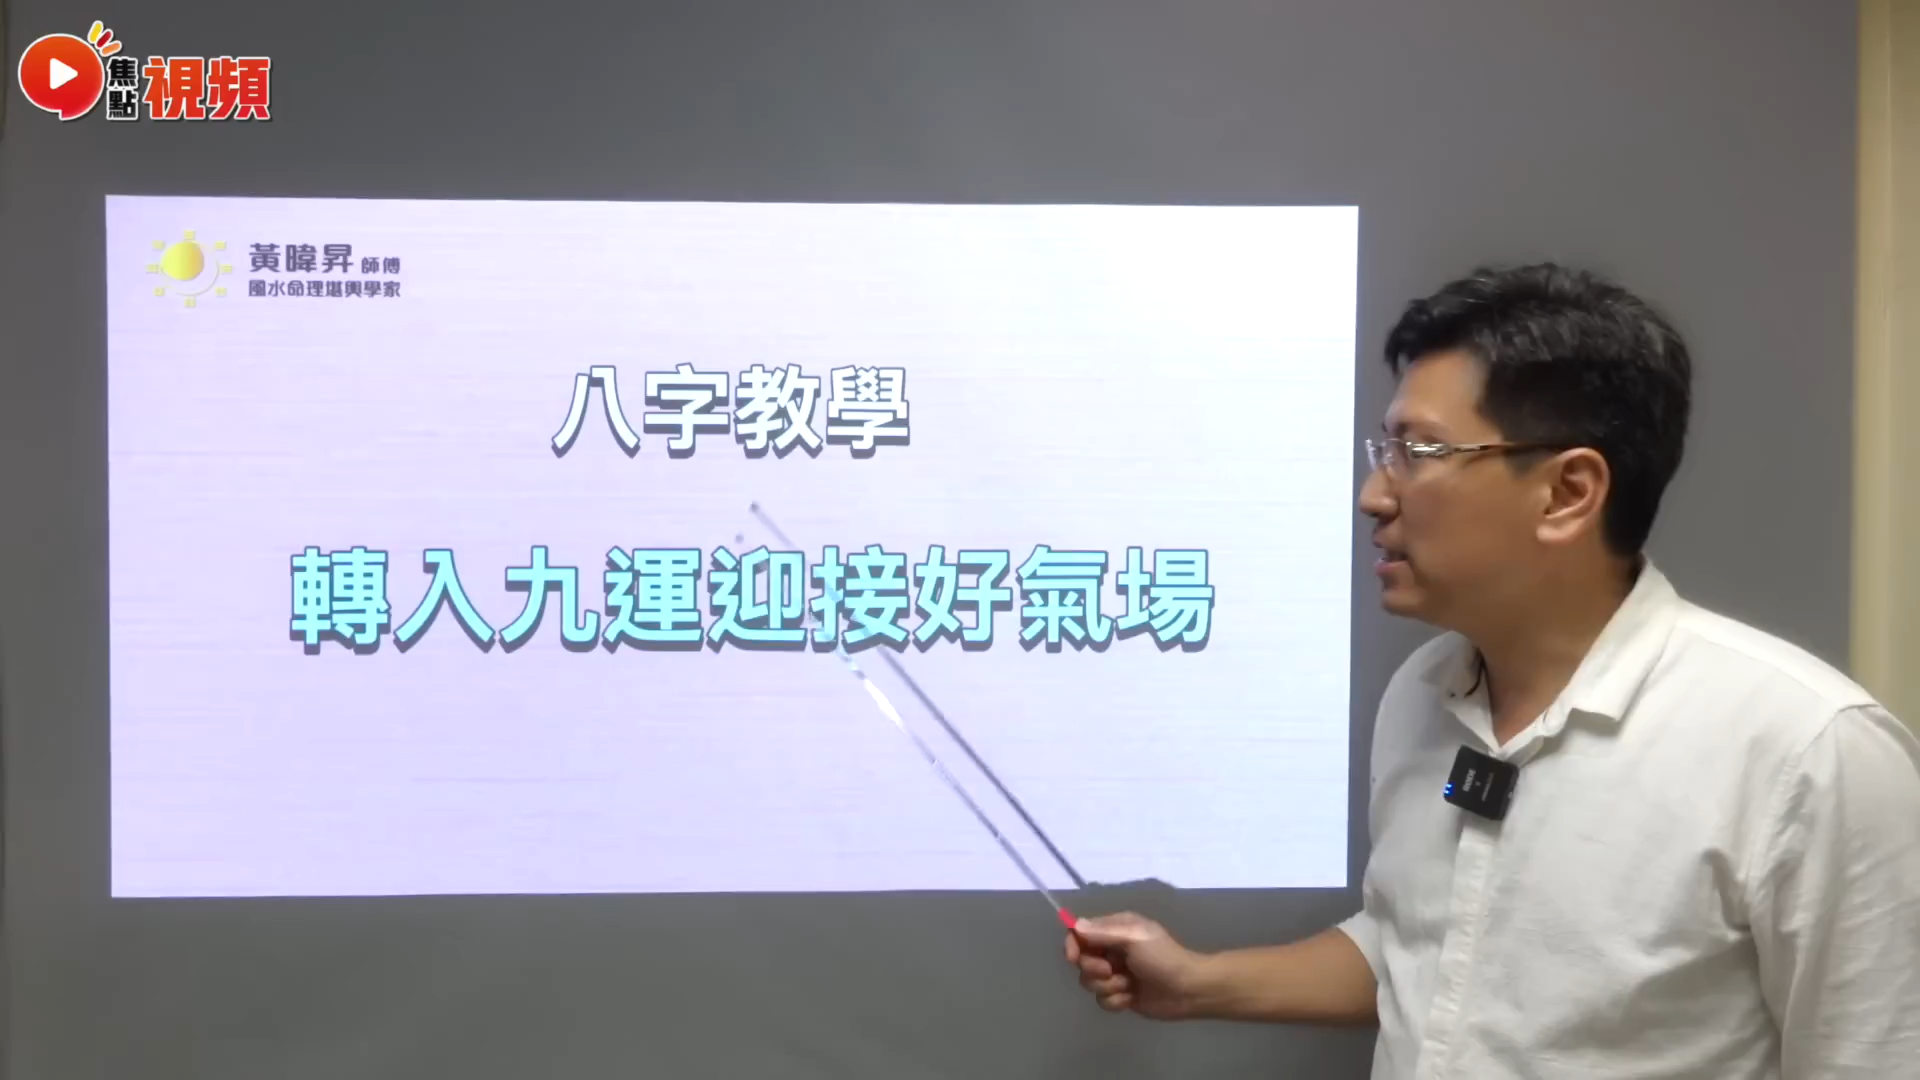 焦點視頻
黃暐昇 師傅
風水命理堪輿學家
八字教學
轉入九運迎接好氣場